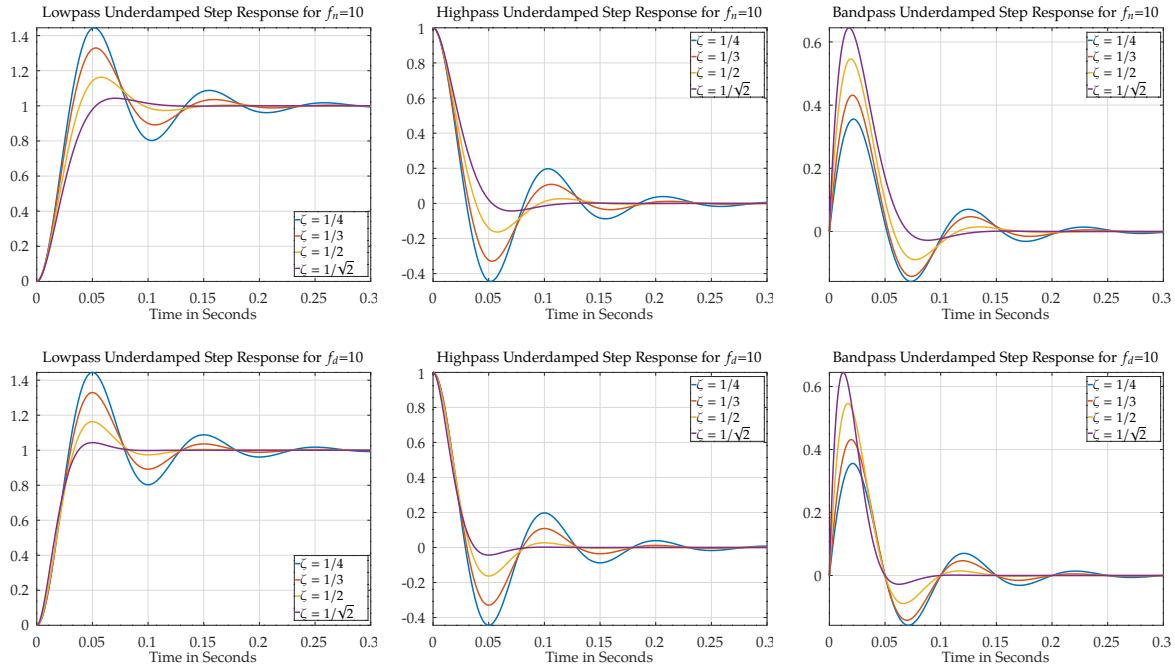 Lowpass Underdamped Step Response for fn=10
1.4
1.2
1
0.8
0.6
0.4
0.2
0
0 0.05 0.1 0.15 0.2 0.25 0.3
Time in Seconds
ζ = 1/4
ζ = 1/3
ζ = 1/2
ζ = 1/√2
Highpass Underdamped Step Response for fn=10
1
0.8
0.6
0.4
0.2
0
-0.2
-0.4
0 0.05 0.1 0.15 0.2 0.25 0.3
Time in Seconds
ζ = 1/4
ζ = 1/3
ζ = 1/2
ζ = 1/√2
Bandpass Underdamped Step Response for fn=10
0.6
0.4
0.2
0
0 0.05 0.1 0.15 0.2 0.25 0.3
Time in Seconds
ζ = 1/4
ζ = 1/3
ζ = 1/2
ζ = 1/√2
Lowpass Underdamped Step Response for fd=10
1.4
1.2
1
0.8
0.6
0.4
0.2
0
0 0.05 0.1 0.15 0.2 0.25 0.3
Time in Seconds
ζ = 1/4
ζ = 1/3
ζ = 1/2
ζ = 1/√2
Highpass Underdamped Step Response for fd=10
1
0.8
0.6
0.4
0.2
0
-0.2
-0.4
0 0.05 0.1 0.15 0.2 0.25 0.3
Time in Seconds
ζ = 1/4
ζ = 1/3
ζ = 1/2
ζ = 1/√2
Bandpass Underdamped Step Response for fd=10
0.6
0.4
0.2
0
0 0.05 0.1 0.15 0.2 0.25 0.3
Time in Seconds
ζ = 1/4
ζ = 1/3
ζ = 1/2
ζ = 1/√2